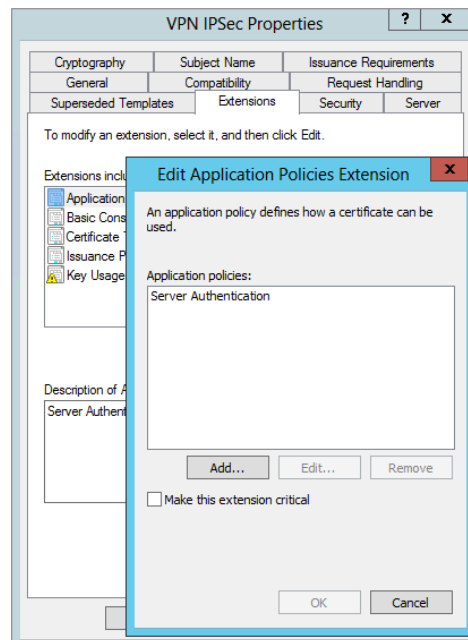 VPN IPSec Properties
?
x
Cryptography
Subject Name
Issuance Requirements
General
Compatibility
Request Handling
Superseded Templates
Extensions
Security
Server
To modify an extension, select it, and then click Edit.
Extensions inclu
Application
Basic Cons
Certificate
Issuance P
Key Usage
Description of A
Server Authent
Edit Application Policies Extension
x
An application policy defines how a certificate can be
used.
Application policies:
Server Authentication
Add...
Edit...
Remove
Make this extension critical
OK
Cancel